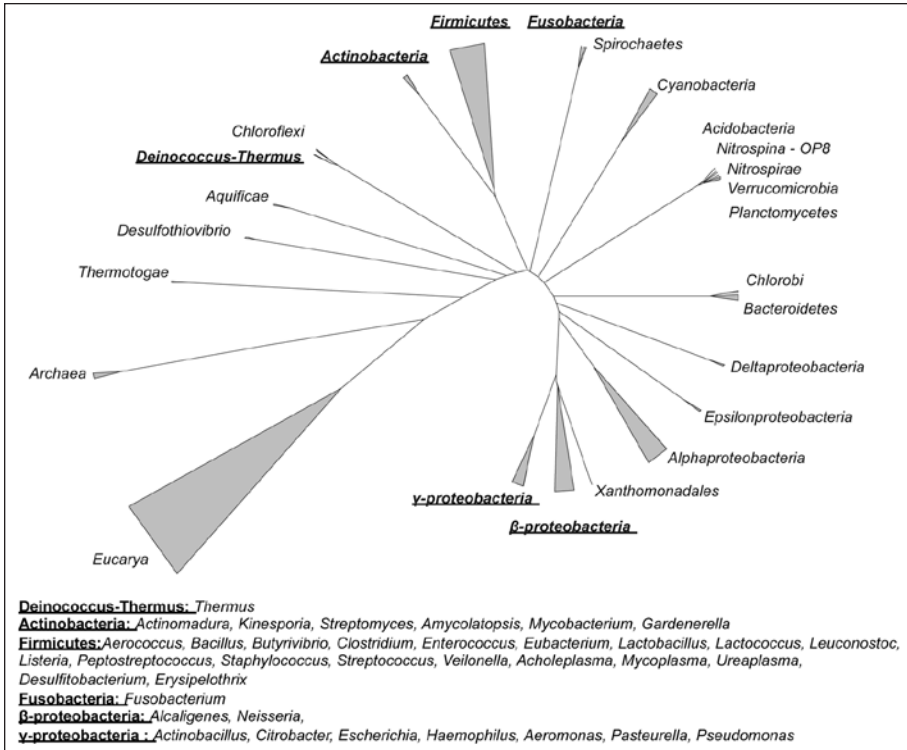 Firmicutes
Fusobacteria
Spirochaetes
Actinobacteria
Cyanobacteria
Chloroflexi
Acidobacteria
Nitrospina - OP8
Deinococcus-Thermus
Nitrospirae
Verrucomicrobia
Aquificae
Planctomycetes
Desulfothiovibrio
Thermotogae
Chlorobi
Bacteroidetes
Archaea
Deltaproteobacteria
Epsilonproteobacteria
Alphaproteobacteria
γ-proteobacteria
Xanthomonadales
β-proteobacteria
Eucarya
Deinococcus-Thermus: Thermus
Actinobacteria: Actinomadura, Kinesporia, Streptomyces, Amycolatopsis, Mycobacterium, Gardenerella
Firmicutes:Aerococcus, Bacillus, Butyrivibrio, Clostridium, Enterococcus, Eubacterium, Lactobacillus, Lactococcus, Leuconostoc,
Listeria, Peptostreptococcus, Staphylococcus, Streptococcus, Veilonella, Acholeplasma, Mycoplasma, Ureaplasma,
Desulfitobacterium, Erysipelothrix
Fusobacteria: Fusobacterium
β-proteobacteria: Alcaligenes, Neisseria,
γ-proteobacteria : Actinobacillus, Citrobacter, Escherichia, Haemophilus, Aeromonas, Pasteurella, Pseudomonas